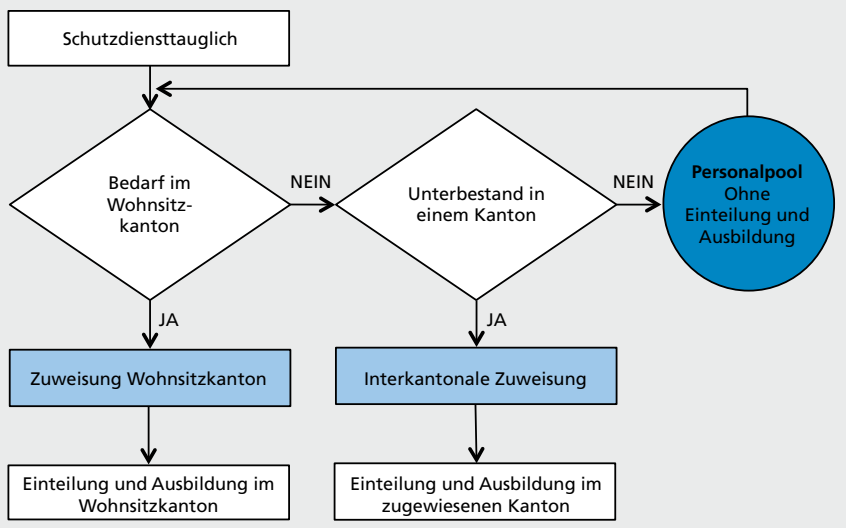 Schutzdiensttauglich
Bedarf im
Wohnsitz-
kanton
NEIN
Unterbestand in
einem Kanton
NEIN
Personalpool
Ohne
Einteilung und
Ausbildung
JA
JA
Zuweisung Wohnsitzkanton
Interkantonale Zuweisung
Einteilung und Ausbildung im
Wohnsitzkanton
Einteilung und Ausbildung im
zugewiesenen Kanton